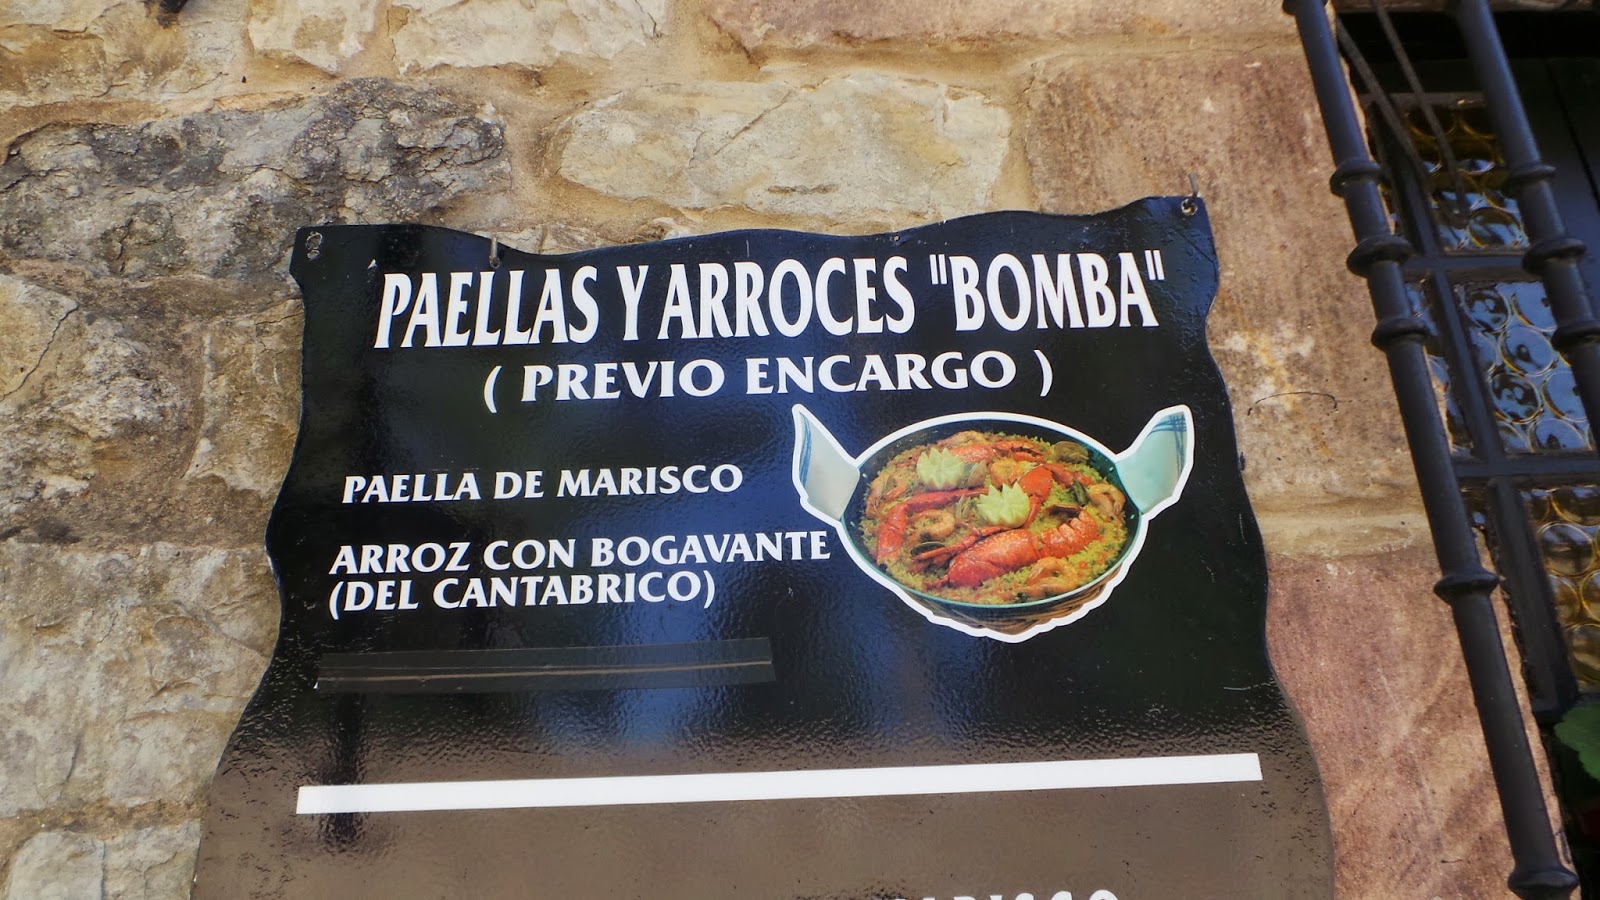 PAELLAS Y ARROCES "BOMBA"
( PREVIO ENCARGO )
PAELLA DE MARISCO
ARROZ CON BOGAVANTE
(DEL CANTABRICO)